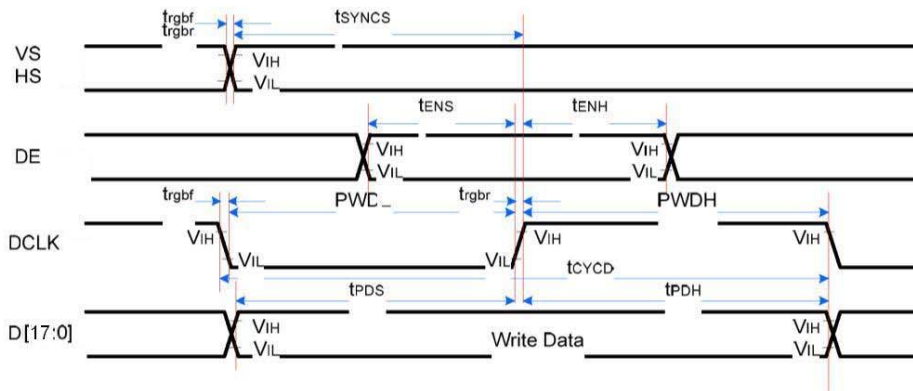 trgbf
trgbr
tSYNCS
VS
HS
VIH
VIL
tENS
tENH
DE
VIH
VIL
VIH
VIL
trgbf
PWD
trgbr
PWDH
DCLK
VIH
VIL
VIL
VIH
VIH
tCYCD
tPDS
tPDH
D[17:0]
VIH
VIL
Write Data
VIH
VIL